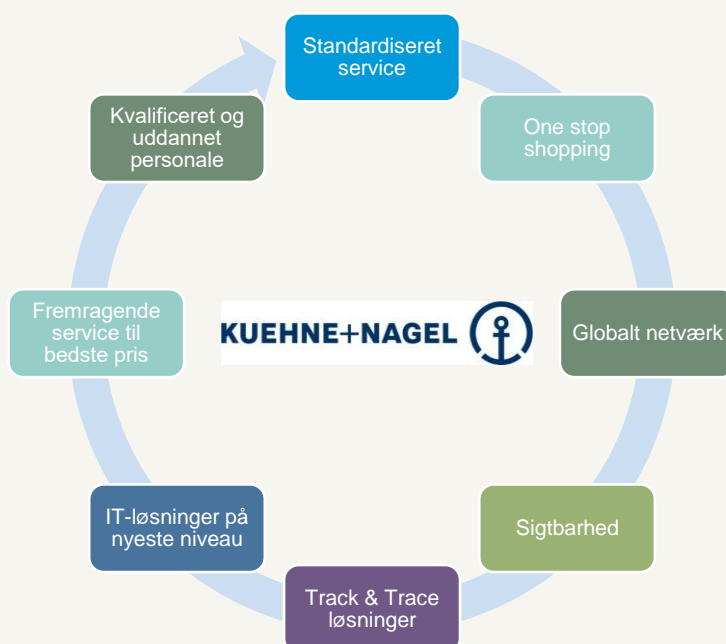 Standardiseret
service
One stop
shopping
Globalt netværk
Sigtbarhed
Track & Trace
løsninger
IT-løsninger på
nyeste niveau
Fremragende
service til
bedste pris
Kvalificeret og
uddannet
personale
KUEHNE+NAGEL